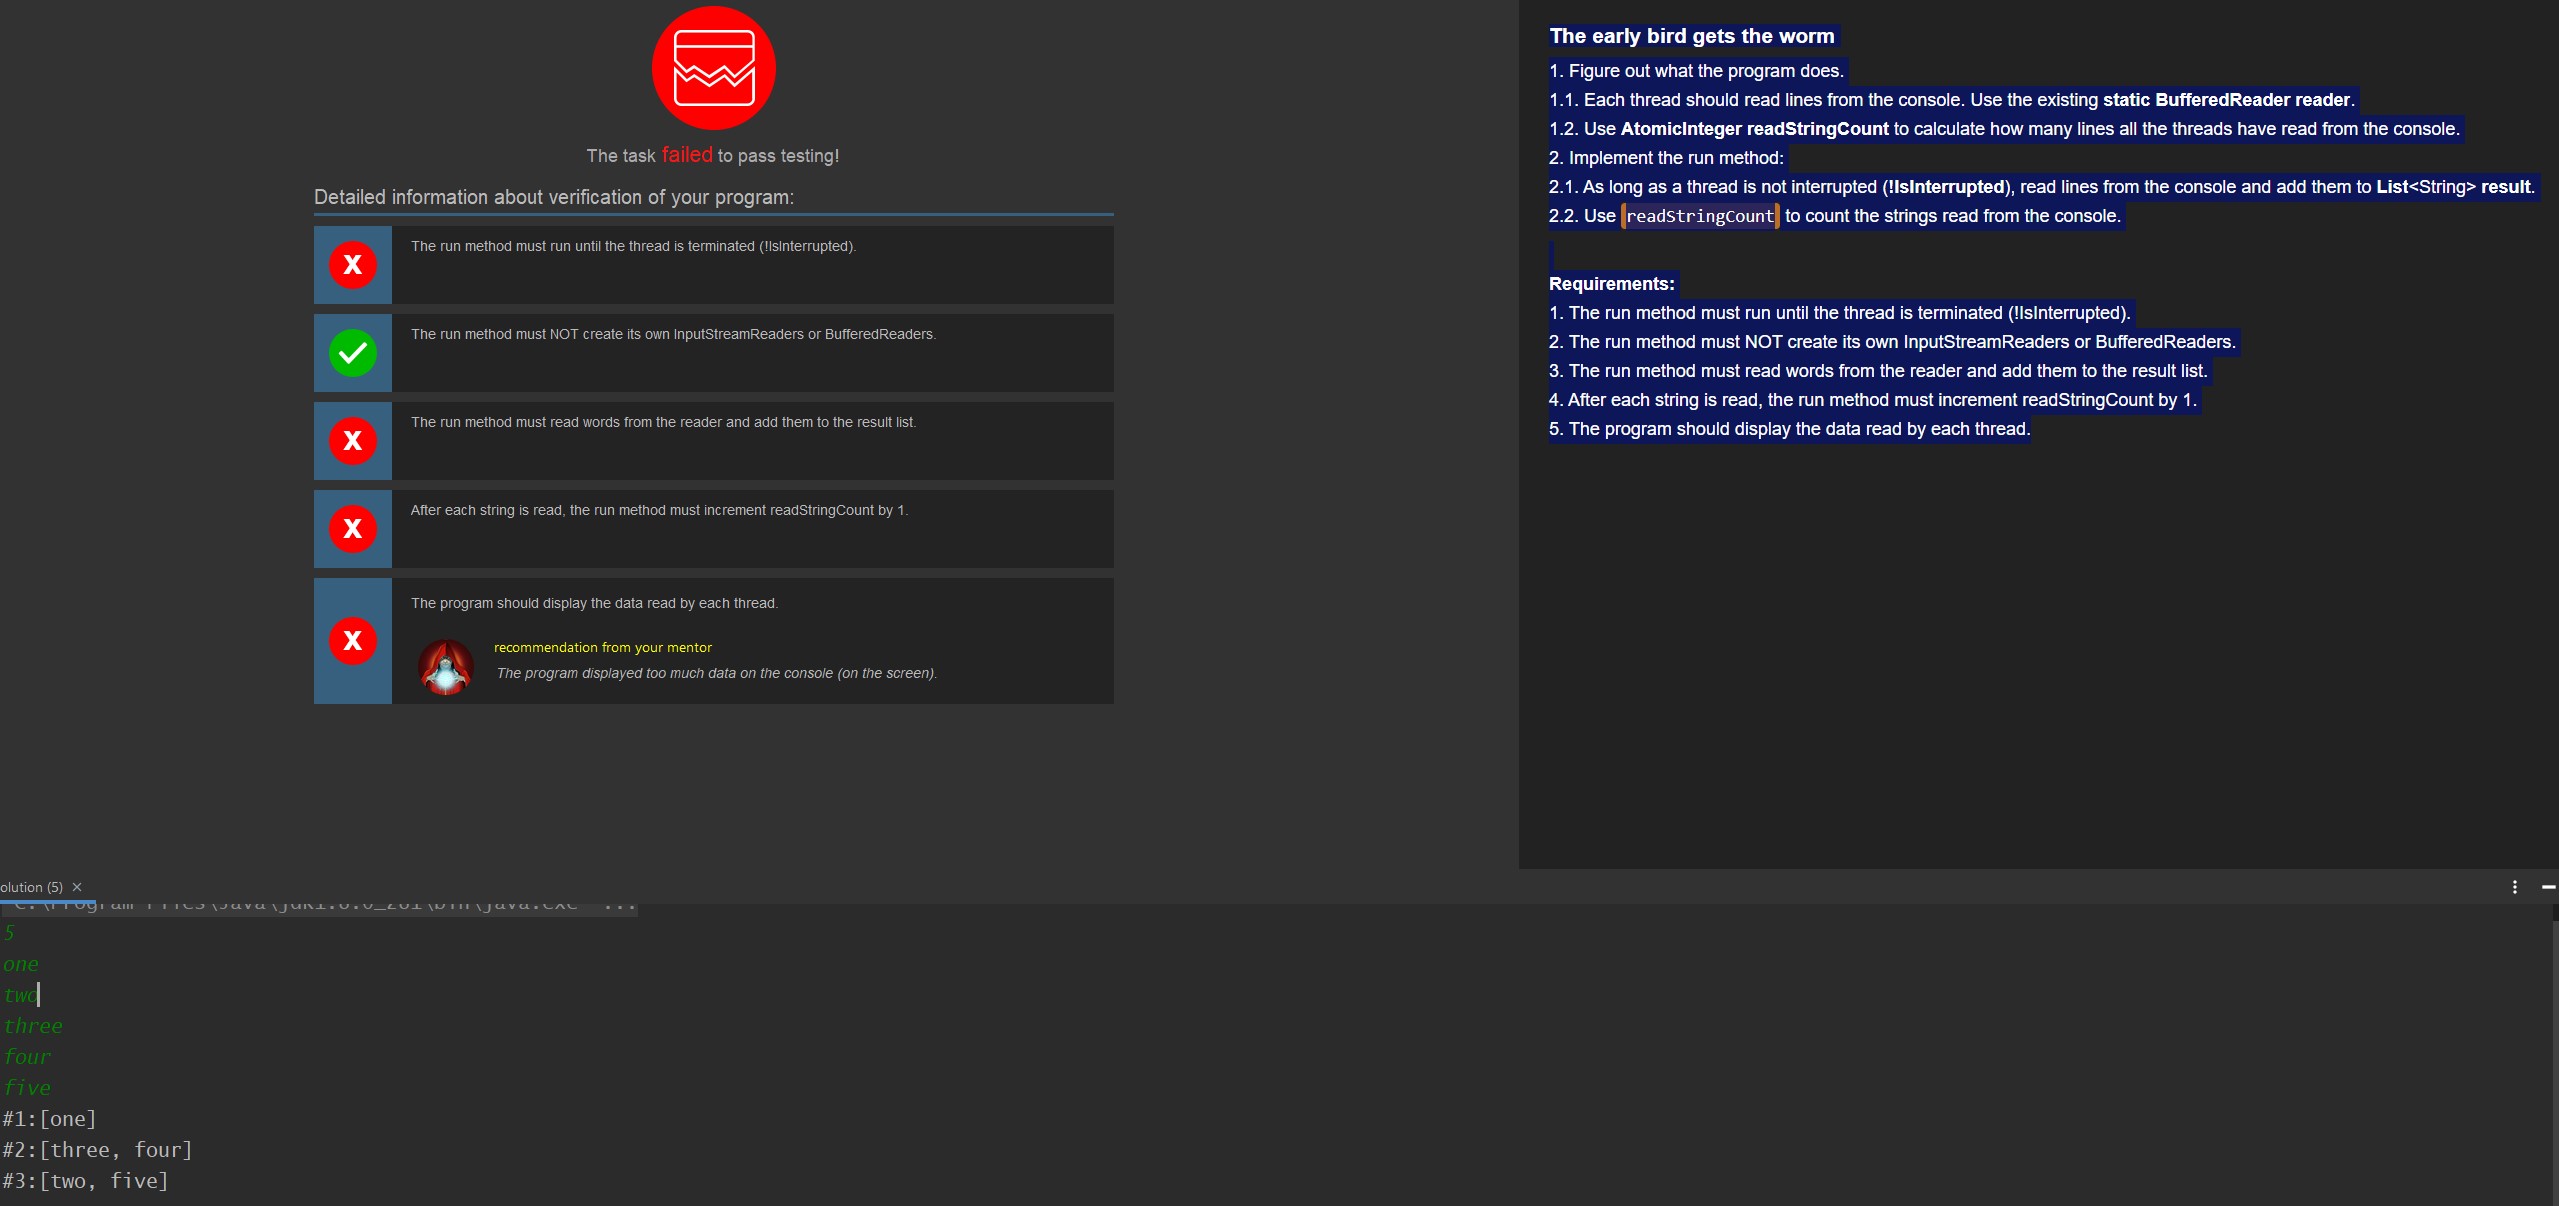 The task failed to pass testing!
Detailed information about verification of your program:
X
The run method must run until the thread is terminated (!IsInterrupted).
The run method must NOT create its own InputStreamReaders or BufferedReaders.
X
The run method must read words from the reader and add them to the result list.
X
After each string is read, the run method must increment readStringCount by 1.
X
The program should display the data read by each thread.
recommendation from your mentor
The program displayed too much data on the console (on the screen).
The early bird gets the worm
1. Figure out what the program does.
1.1. Each thread should read lines from the console. Use the existing static BufferedReader reader.
1.2. Use AtomicInteger readStringCount to calculate how many lines all the threads have read from the console.
2. Implement the run method:
2.1. As long as a thread is not interrupted (!IsInterrupted), read lines from the console and add them to List<String> result.
2.2. Use readStringCount to count the strings read from the console.
Requirements:
1. The run method must run until the thread is terminated (!IsInterrupted).
2. The run method must NOT create its own InputStreamReaders or BufferedReaders.
3. The run method must read words from the reader and add them to the result list.
4. After each string is read, the run method must increment readStringCount by 1.
5. The program should display the data read by each thread.
olution (5) ×
5
one
two
three
four
five
#1:[one]
#2:[three, four]
#3:[two, five]